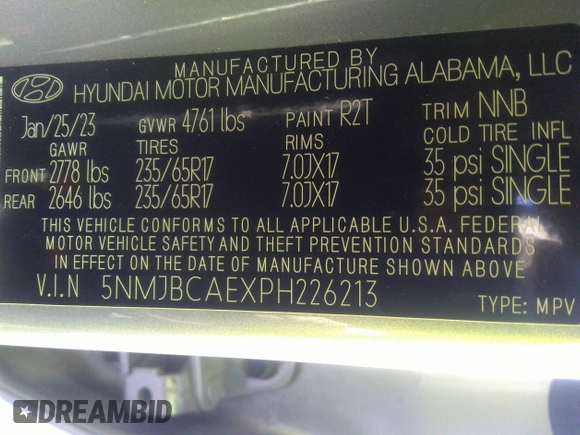 MANUFACTURED BY
HYUNDAI MOTOR MANUFACTURING ALABAMA, LLC
Jan/25/23 GVWR 4761 lbs PAINT R2T TRIM NNB
GAWR TIRES RIMS COLD TIRE INFL
FRONT 2778 lbs 235/65R17 7.0JX17 35 psi SINGLE
REAR 2646 lbs 235/65R17 7.0JX17 35 psi SINGLE
THIS VEHICLE CONFORMS TO ALL APPLICABLE U.S.A. FEDERAL
MOTOR VEHICLE SAFETY AND THEFT PREVENTION STANDARDS
IN EFFECT ON THE DATE OF MANUFACTURE SHOWN ABOVE
V.I.N 5NMJBCAEXPH226213 TYPE: MPV
DREAMBID